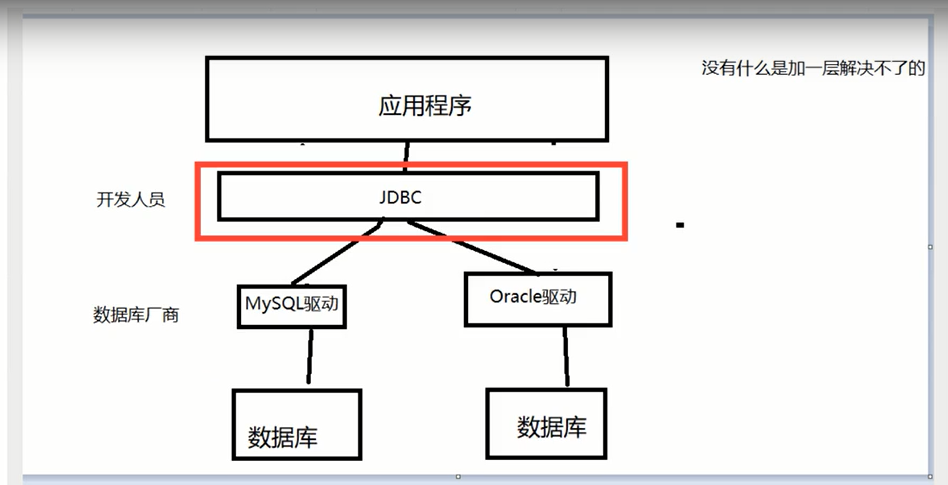 没有什么是加一层解决不了的
应用程序
开发人员
JDBC
数据库厂商
MySQL驱动
Oracle驱动
数据库
数据库